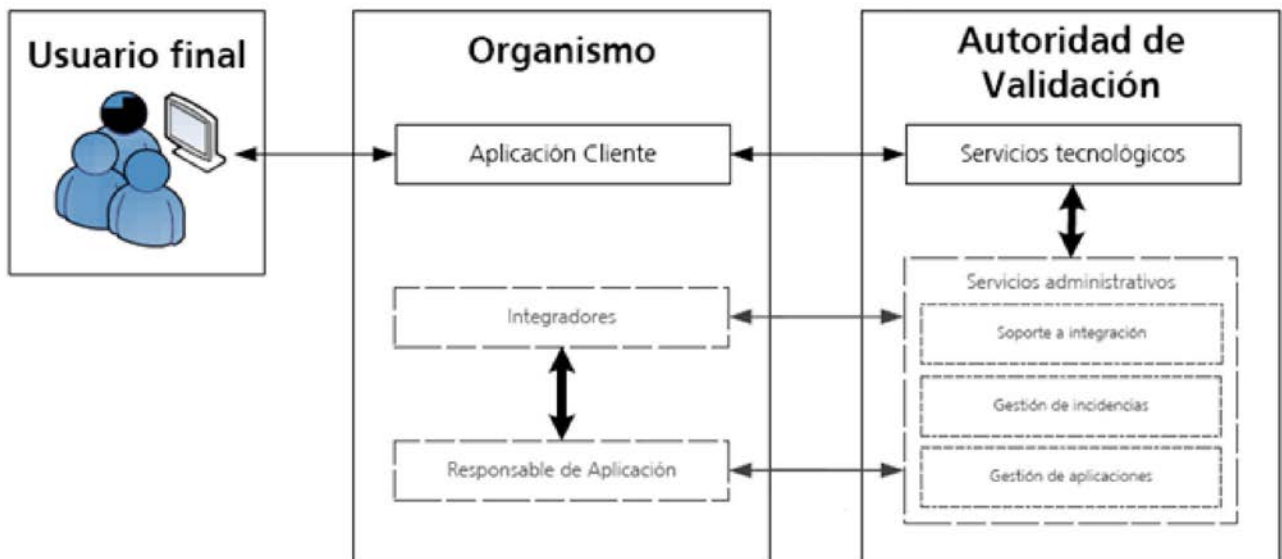 Usuario final
Organismo
Autoridad de
Validación
Aplicación Cliente
Servicios tecnológicos
Servicios administrativos
Integradores
Soporte a integración
Gestión de incidencias
Responsable de Aplicación
Gestión de aplicaciones